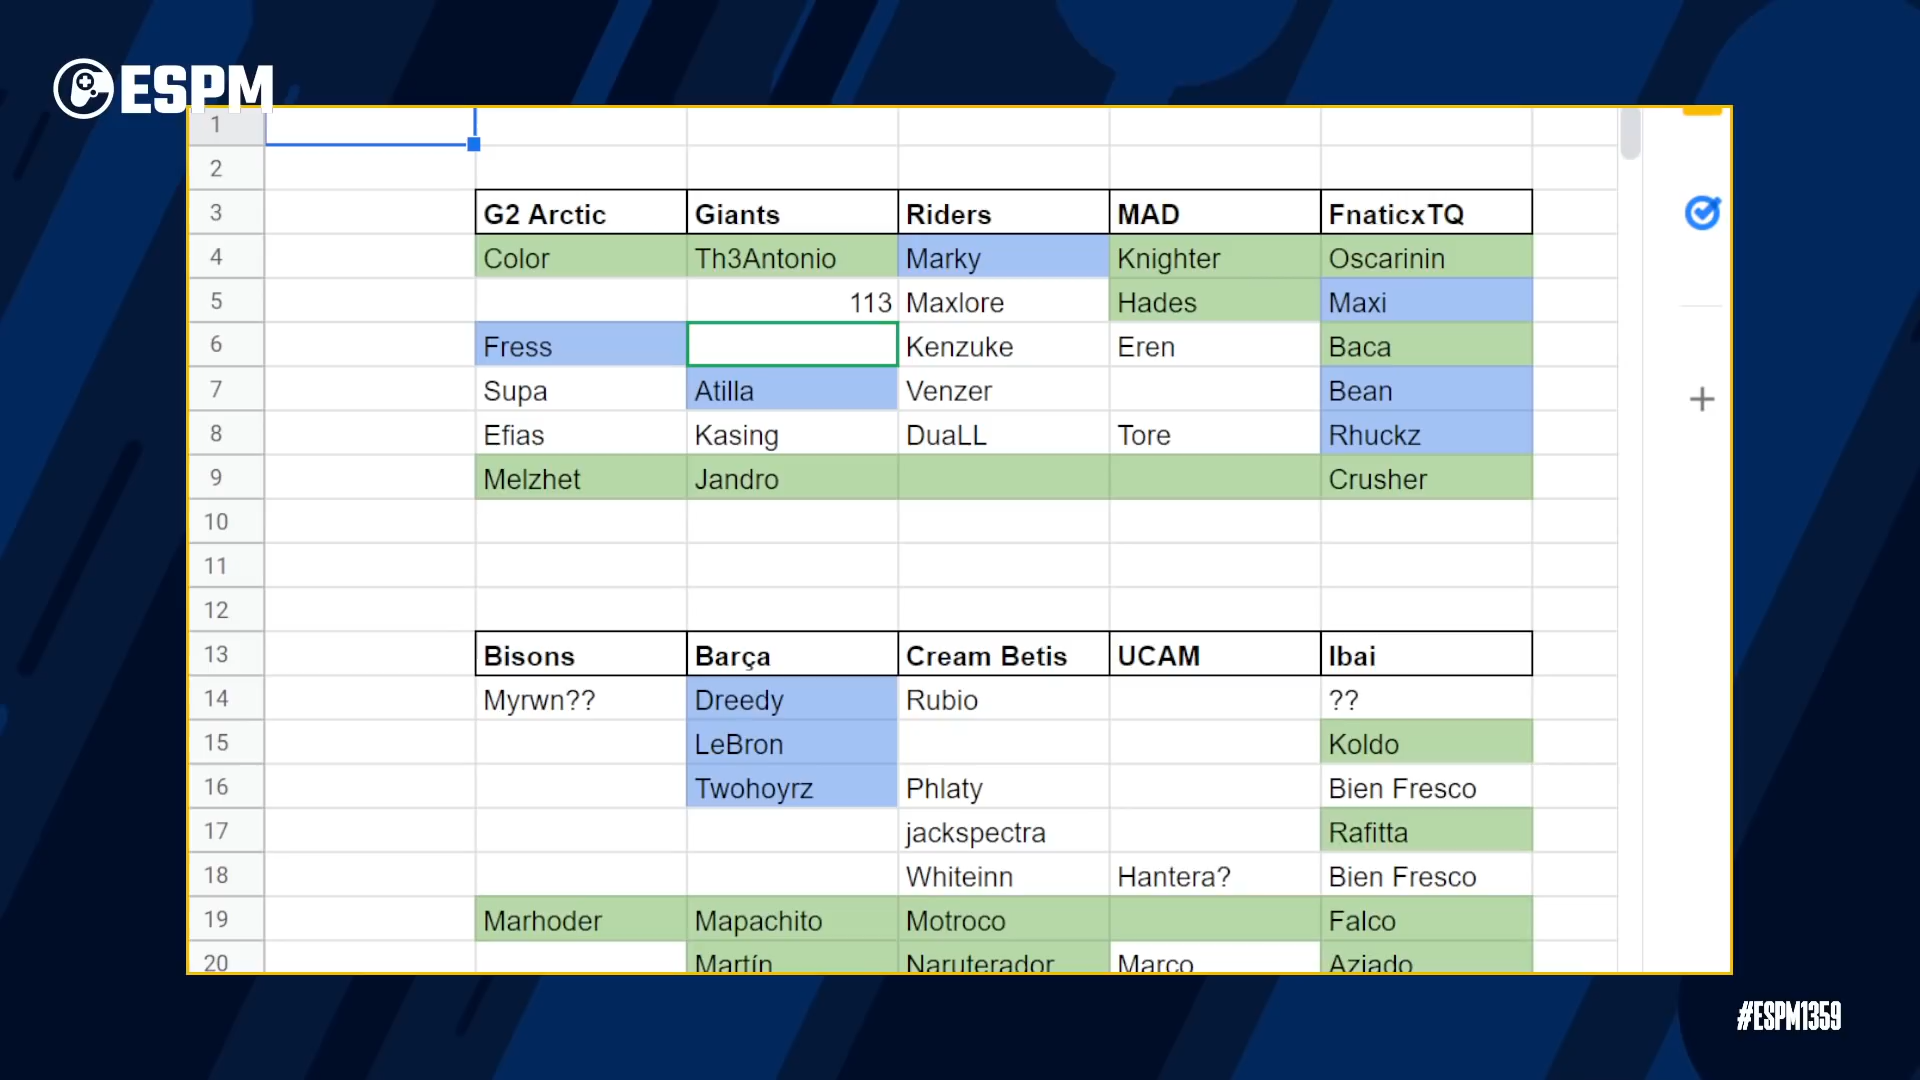 ESPM
1
2
3 G2 Arctic Giants Riders MAD FnaticxTQ
4 Color Th3Antonio Marky Knighter Oscarinin
5 113 Maxlore Hades Maxi
6 Fress Kenzuke Eren Baca
7 Supa Atilla Venzer Bean
8 Efias Kasing DuaLL Tore Rhuckz
9 Melzhet Jandro Crusher
10
11
12
13 Bisons Barça Cream Betis UCAM Ibai
14 Myrwn?? Dreedy Rubio ??
15 LeBron Koldo
16 Twohoyrz Phlaty Bien Fresco
17 jackspectra Rafitta
18 Whiteinn Hantera? Bien Fresco
19 Marhoder Mapachito Motroco Falco
20 Martín Naruterador Marco Aziado
#ESPM1359